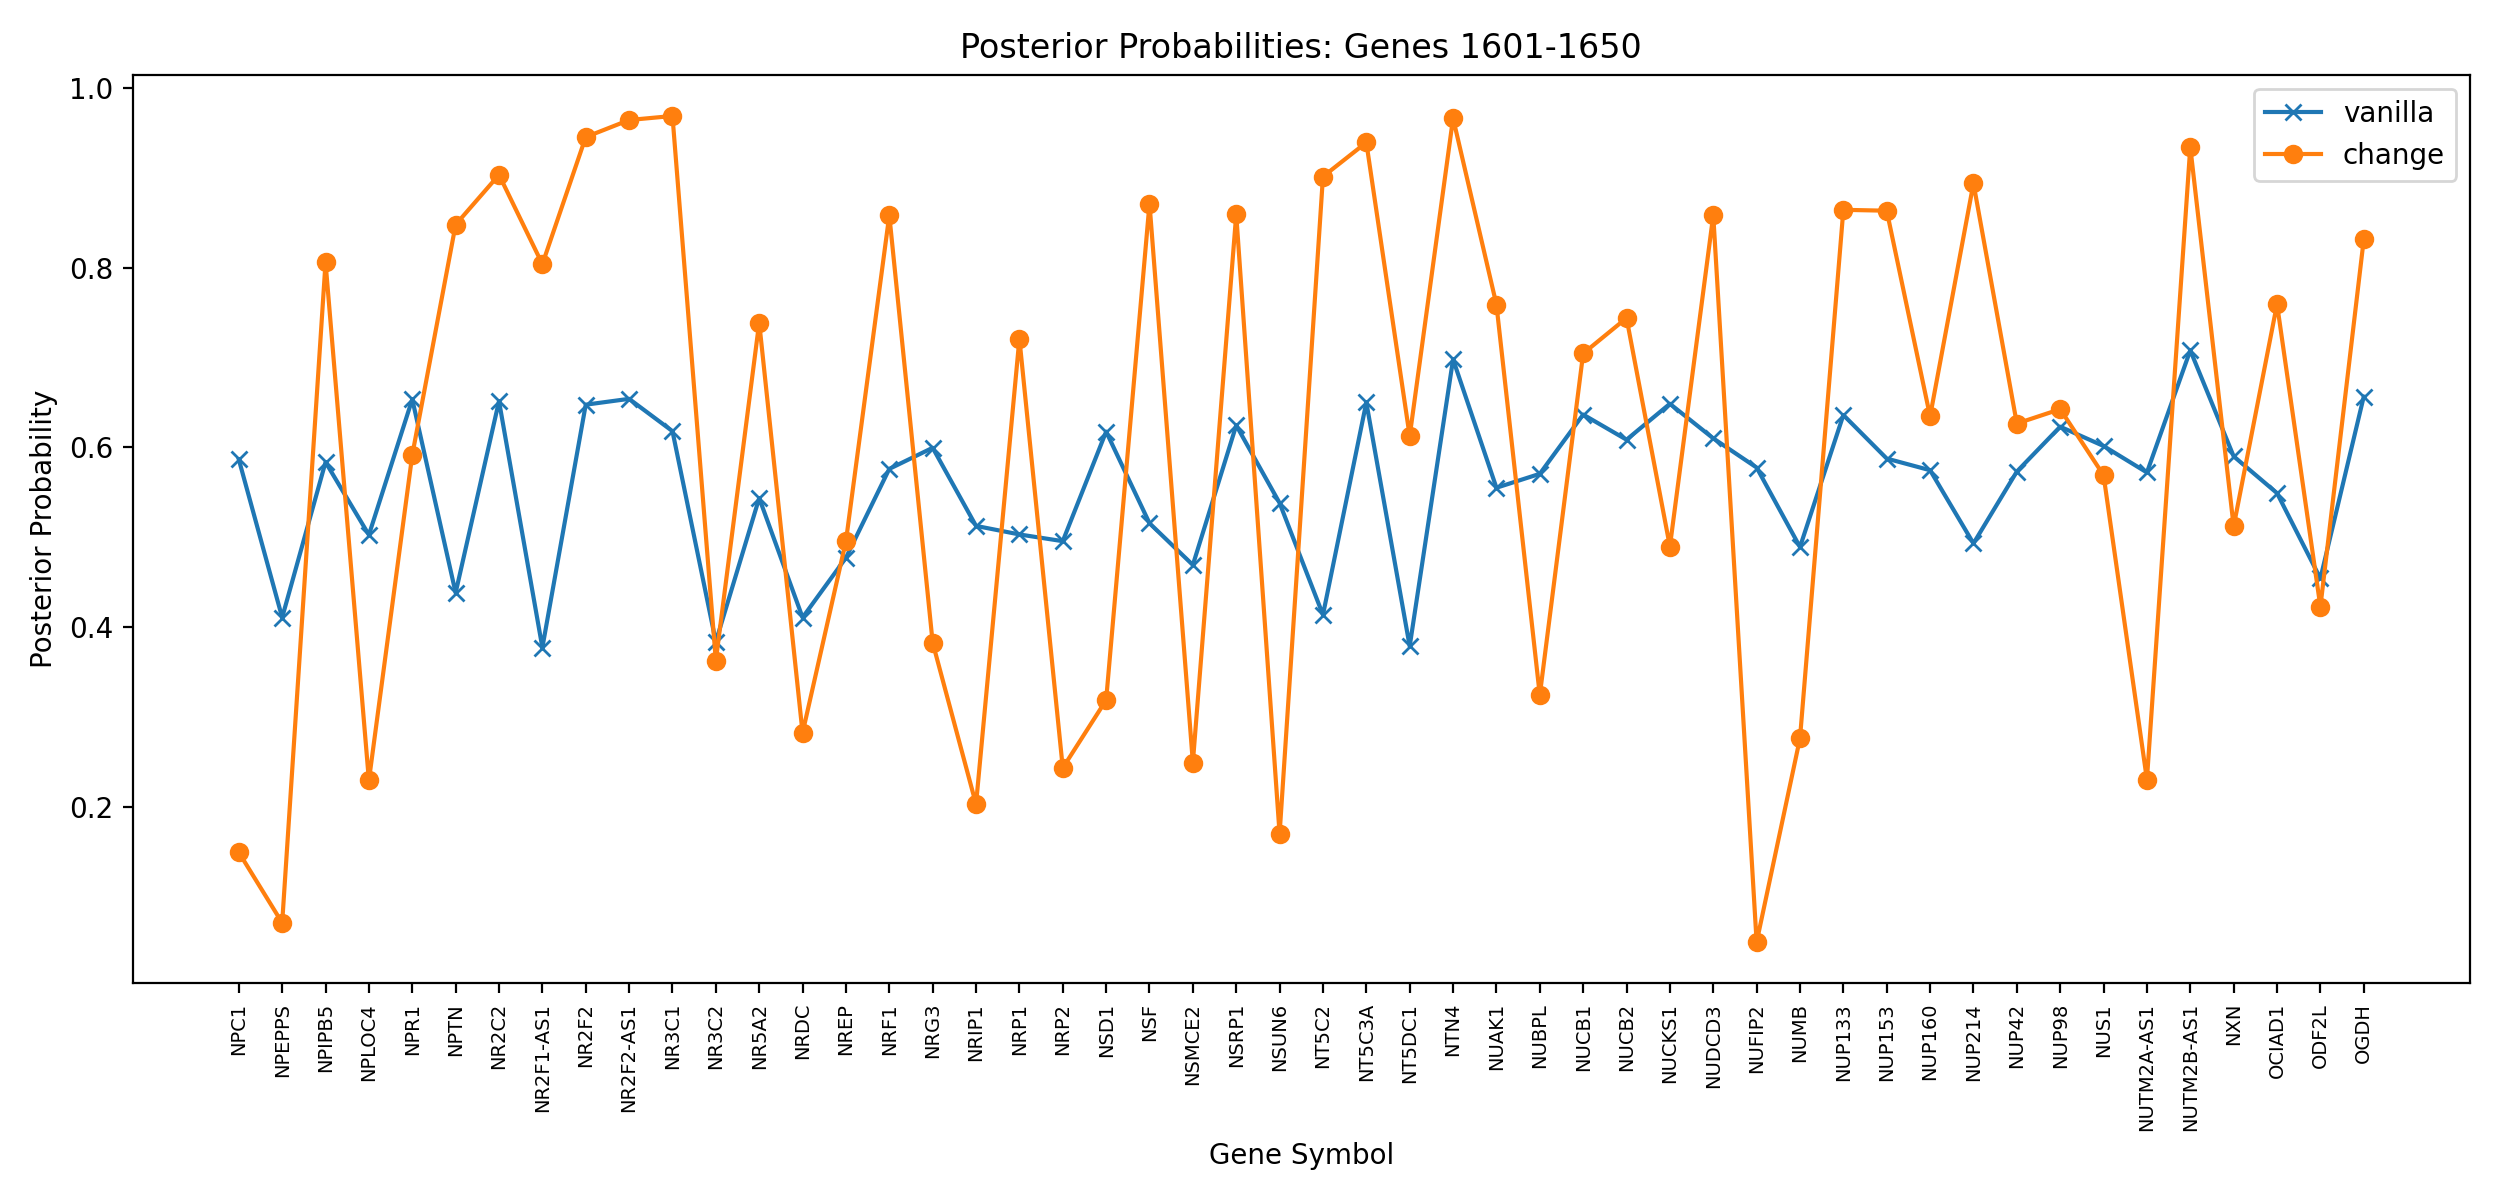 Posterior Probabilities: Genes 1601-1650
vanilla
change
Posterior Probability
1.0
0.8
0.6
0.4
0.2
NPC1
NPEPPS
NPIPB5
NPLOC4
NPR1
NPTN
NR2C2
NR2F1-AS1
NR2F2
NR2F2-AS1
NR3C1
NR3C2
NR5A2
NRDC
NREP
NRF1
NRG3
NRIP1
NRP1
NRP2
NSD1
NSF
NSMCE2
NSRP1
NSUN6
NT5C2
NT5C3A
NT5DC1
NTN4
NUAK1
NUBPL
NUCB1
NUCB2
NUCKS1
NUDCD3
NUFIP2
NUMB
NUP133
NUP153
NUP160
NUP214
NUP42
NUP98
NUS1
NUTM2A-AS1
NUTM2B-AS1
NXN
OCIAD1
ODF2L
OGDH
Gene Symbol